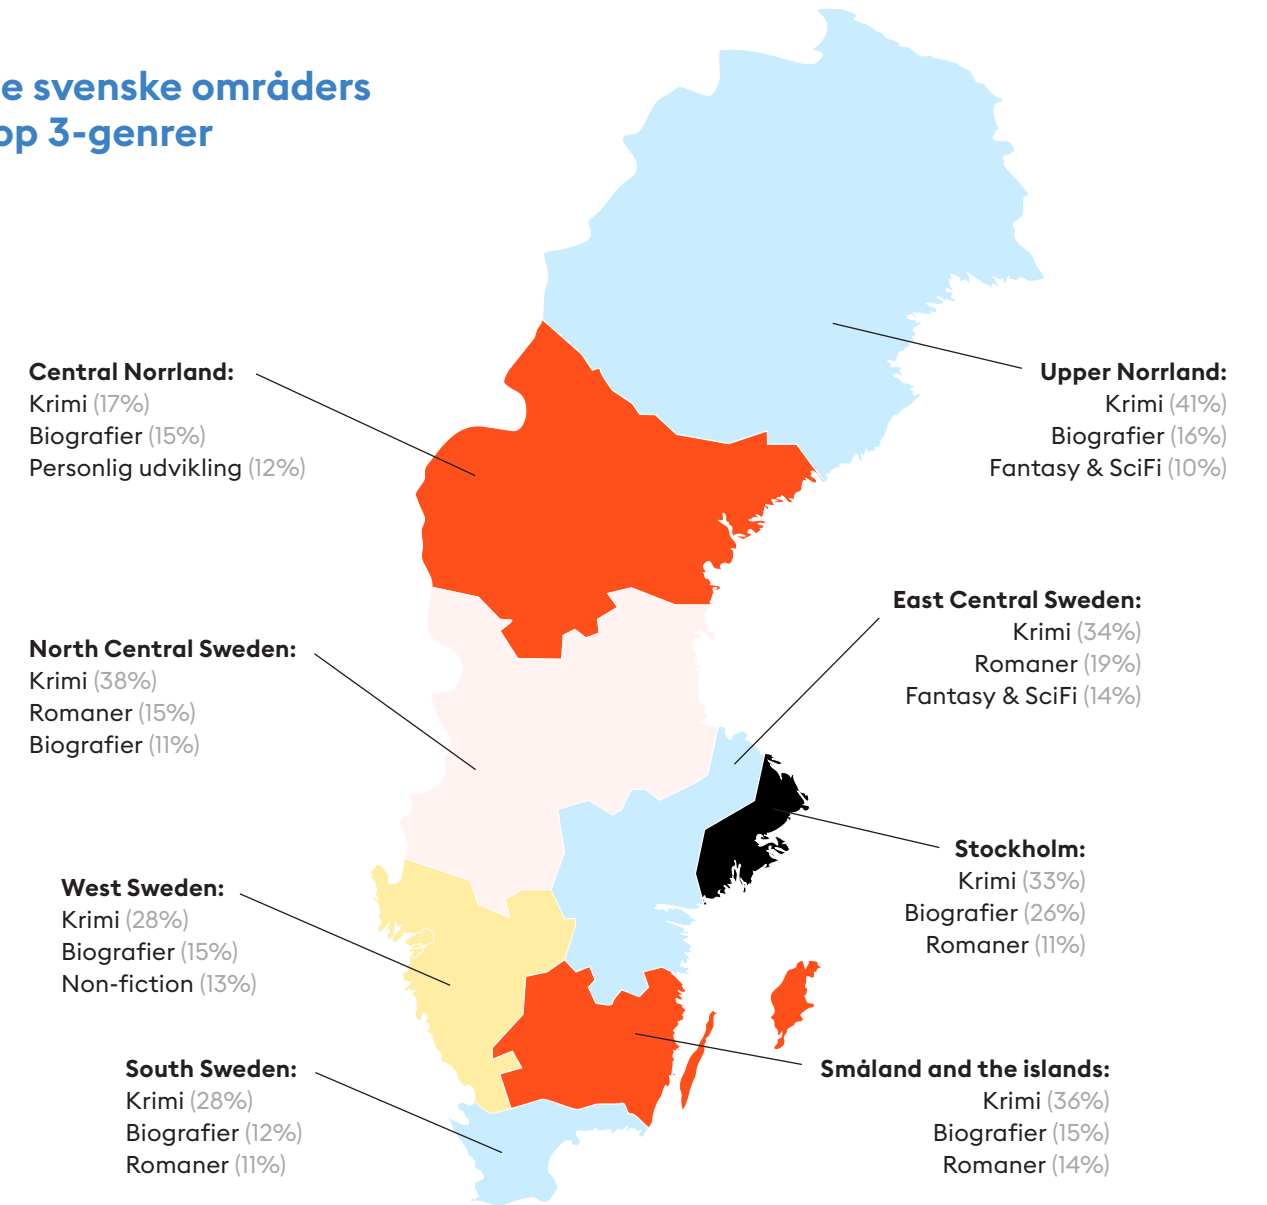 e svenske områders
op 3-genrer
Central Norrland:
Krimi (17%)
Biografier (15%)
Personlig udvikling (12%)
Upper Norrland:
Krimi (41%)
Biografier (16%)
Fantasy & SciFi (10%)
East Central Sweden:
Krimi (34%)
Romaner (19%)
Fantasy & SciFi (14%)
North Central Sweden:
Krimi (38%)
Romaner (15%)
Biografier (11%)
Stockholm:
Krimi (33%)
Biografier (26%)
Romaner (11%)
West Sweden:
Krimi (28%)
Biografier (15%)
Non-fiction (13%)
South Sweden:
Krimi (28%)
Biografier (12%)
Romaner (11%)
Småland and the islands:
Krimi (36%)
Biografier (15%)
Romaner (14%)